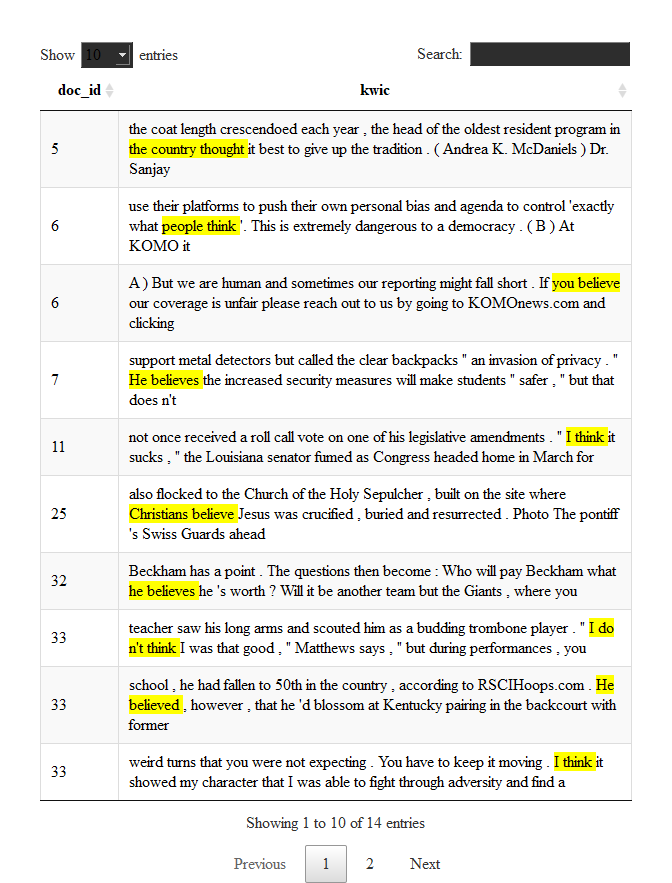 Show 10 entries Search:
doc_id kwic
the coat length crescendoed each year , the head of the oldest resident program in
5 the country thought it best to give up the tradition . ( Andrea K. McDaniels ) Dr.
Sanjay
use their platforms to push their own personal bias and agenda to control 'exactly
6 what people think '. This is extremely dangerous to a democracy . ( B ) At
KOMO it
A ) But we are human and sometimes our reporting might fall short . If you believe
6 our coverage is unfair please reach out to us by going to KOMOnews.com and
clicking
support metal detectors but called the clear backpacks " an invasion of privacy . "
7 He believes the increased security measures will make students " safer , " but that
does n't
not once received a roll call vote on one of his legislative amendments . " I think it
11 sucks , " the Louisiana senator fumed as Congress headed home in March for
also flocked to the Church of the Holy Sepulcher , built on the site where
25 Christians believe Jesus was crucified , buried and resurrected . Photo The pontiff
's Swiss Guards ahead
Beckham has a point . The questions then become : Who will pay Beckham what
32 he believes he 's worth ? Will it be another team but the Giants , where you
teacher saw his long arms and scouted him as a budding trombone player . " I do
33 n't think I was that good , " Matthews says , " but during performances , you
school , he had fallen to 50th in the country , according to RSCIHoops.com . He
33 believed , however , that he 'd blossom at Kentucky pairing in the backcourt with
former
weird turns that you were not expecting . You have to keep it moving . I think it
33 showed my character that I was able to fight through adversity and find a
Showing 1 to 10 of 14 entries
Previous 1 2 Next